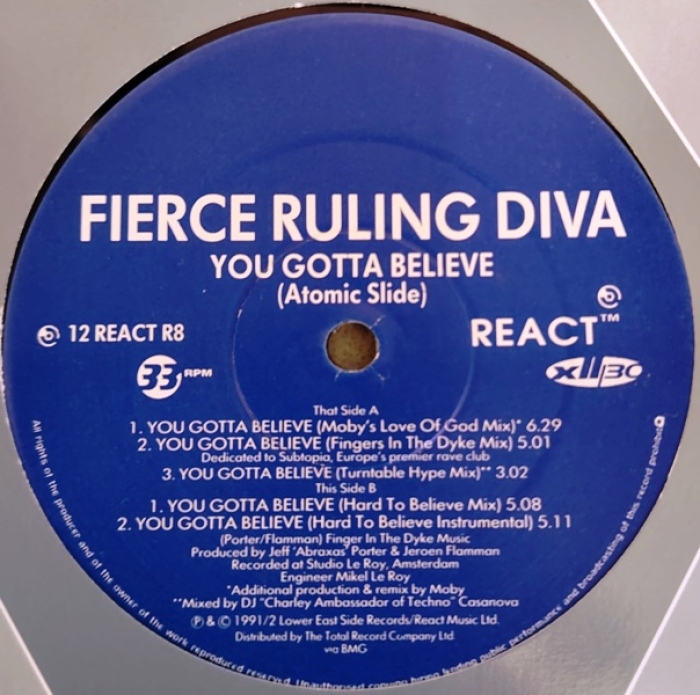 FIERCE RULING DIVA
YOU GOTTA BELIEVE
(Atomic Slide)
12 REACT R8
REACT™
33 RPM
XIIBC
That Side A
1. YOU GOTTA BELIEVE (Moby's Love Of God Mix)* 6.29
2. YOU GOTTA BELIEVE (Fingers In The Dyke Mix) 5.01
Dedicated to Subtopia, Europe's premier rave club
3. YOU GOTTA BELIEVE (Turntable Hype Mix)** 3.02
This Side B
1. YOU GOTTA BELIEVE (Hard To Believe Mix) 5.08
2. YOU GOTTA BELIEVE (Hard To Believe Instrumental) 5.11
(Porter/Flamman) Finger In The Dyke Music
Produced by Jeff 'Abraxas' Porter & Jeroen Flamman
Recorded at Studio Le Roy, Amsterdam
Engineer Mikel Le Roy
*Additional production & remix by Moby
**Mixed by DJ "Charley Ambassador of Techno" Casanova
℗ & © 1991/2 Lower East Side Records/React Music Ltd.
Distributed by The Total Record Company Ltd.
via BMG
All rights of the producer and of the owner of the work reproduced reserved. Unauthorised copying hiring lending public performance and broadcasting of this record prohibited